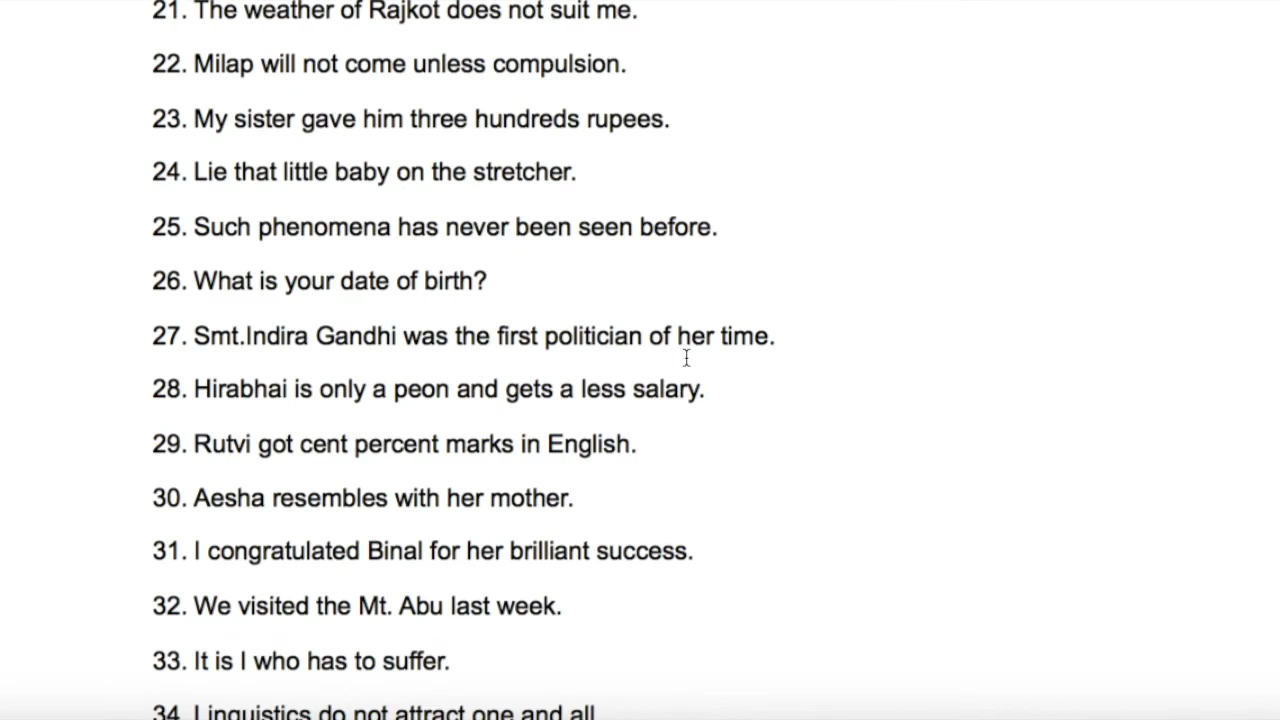 21. The weather of Rajkot does not suit me.
22. Milap will not come unless compulsion.
23. My sister gave him three hundreds rupees.
24. Lie that little baby on the stretcher.
25. Such phenomena has never been seen before.
26. What is your date of birth?
27. Smt.Indira Gandhi was the first politician of her time.
28. Hirabhai is only a peon and gets a less salary.
29. Rutvi got cent percent marks in English.
30. Aesha resembles with her mother.
31. I congratulated Binal for her brilliant success.
32. We visited the Mt. Abu last week.
33. It is I who has to suffer.
34. Linguistics do not attract one and all